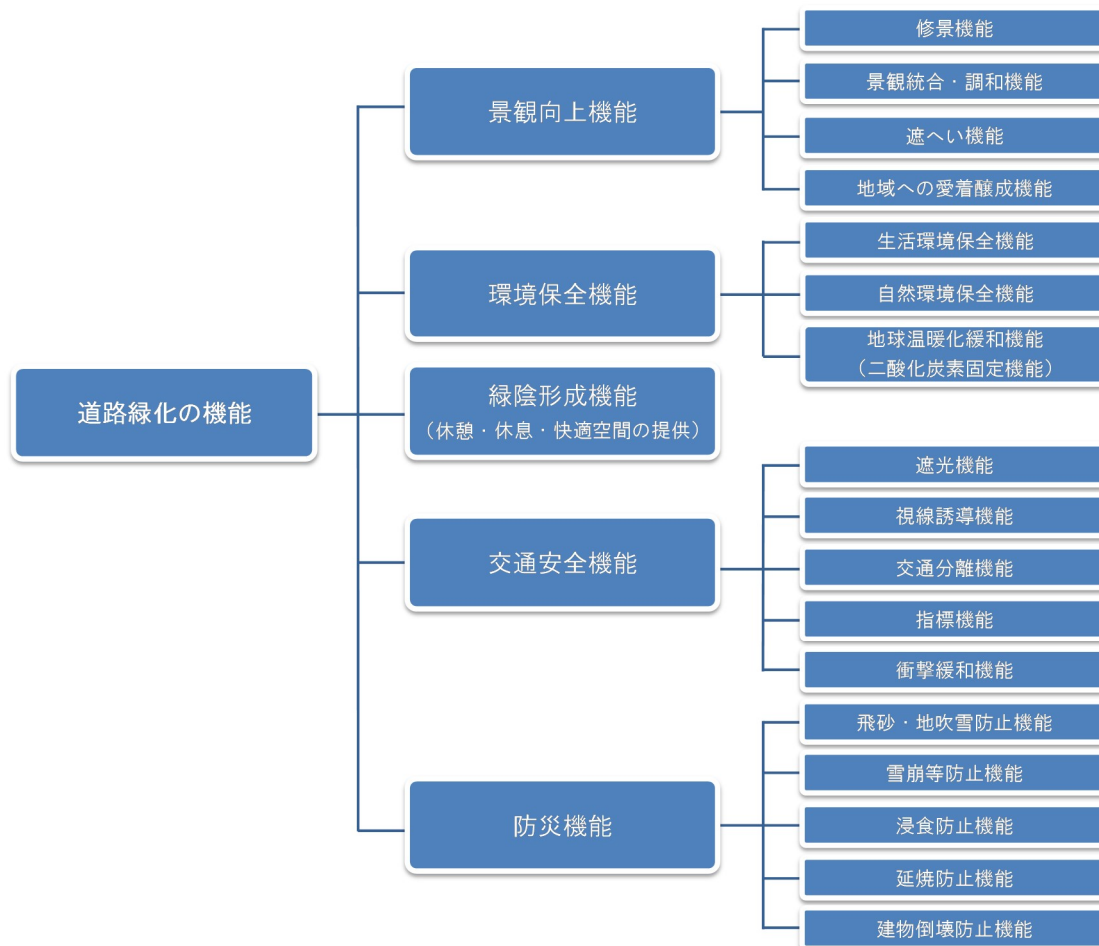 道路緑化の機能
景観向上機能
修景機能
景観統合・調和機能
遮へい機能
地域への愛着醸成機能
環境保全機能
生活環境保全機能
自然環境保全機能
地球温暖化緩和機能
（二酸化炭素固定機能）
緑陰形成機能
（休憩・休息・快適空間の提供）
交通安全機能
遮光機能
視線誘導機能
交通分離機能
指標機能
衝撃緩和機能
防災機能
飛砂・地吹雪防止機能
雪崩等防止機能
浸食防止機能
延焼防止機能
建物倒壊防止機能